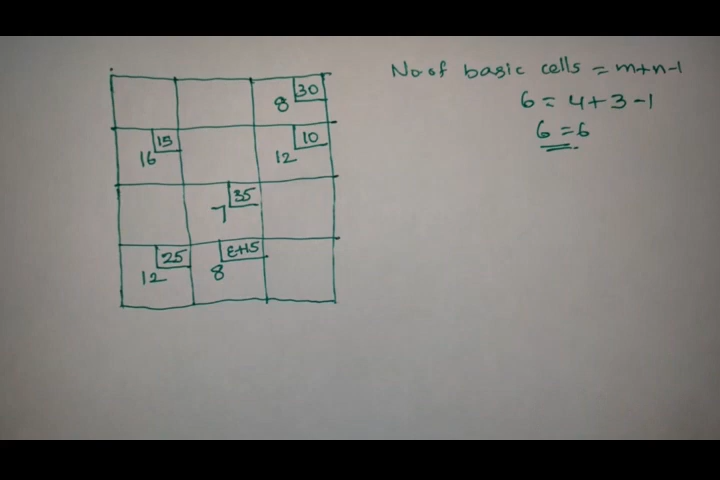 No of basic cells = m+n-1
6 = 4+3-1
6 = 6
8 30
16 15 12 10
7 35
12 25 8 ε+15